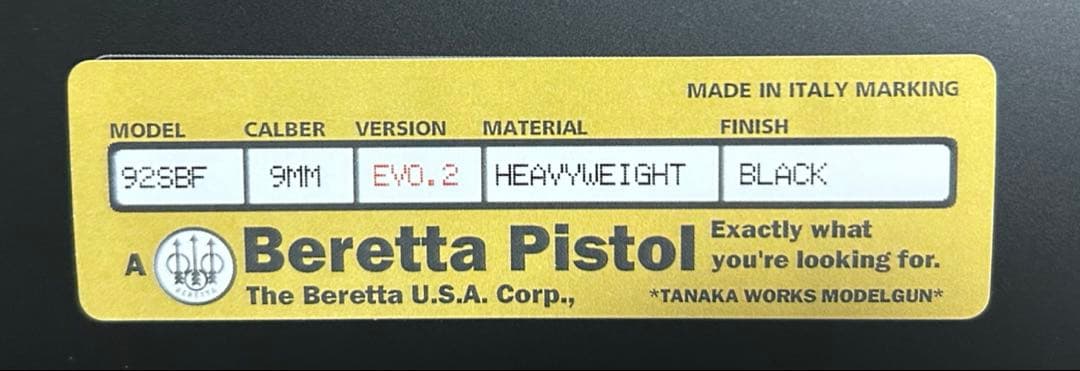 MADE IN ITALY MARKING
MODEL CALBER VERSION MATERIAL FINISH
92SBF 9MM EVO.2 HEAVYWEIGHT BLACK
A Beretta Pistol Exactly what
you're looking for.
The Beretta U.S.A. Corp., *TANAKA WORKS MODELGUN*
BERETTA